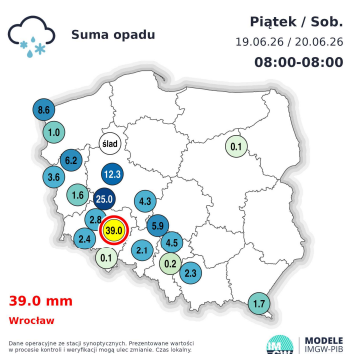 Suma opadu
Piątek / Sob.
19.06.26 / 20.06.26
08:00-08:00
8.6
1.0
ślad
0.1
6.2
3.6
12.3
1.6
25.0
4.3
2.8
39.0
5.9
2.4
4.5
2.1
0.1
0.2
2.3
1.7
39.0 mm
Wrocław
Dane operacyjne ze stacji synoptycznych. Prezentowane wartości
w procesie kontroli i weryfikacji mogą ulec zmianie. Czas lokalny.
IM
GW
MODELE
IMGW-PIB